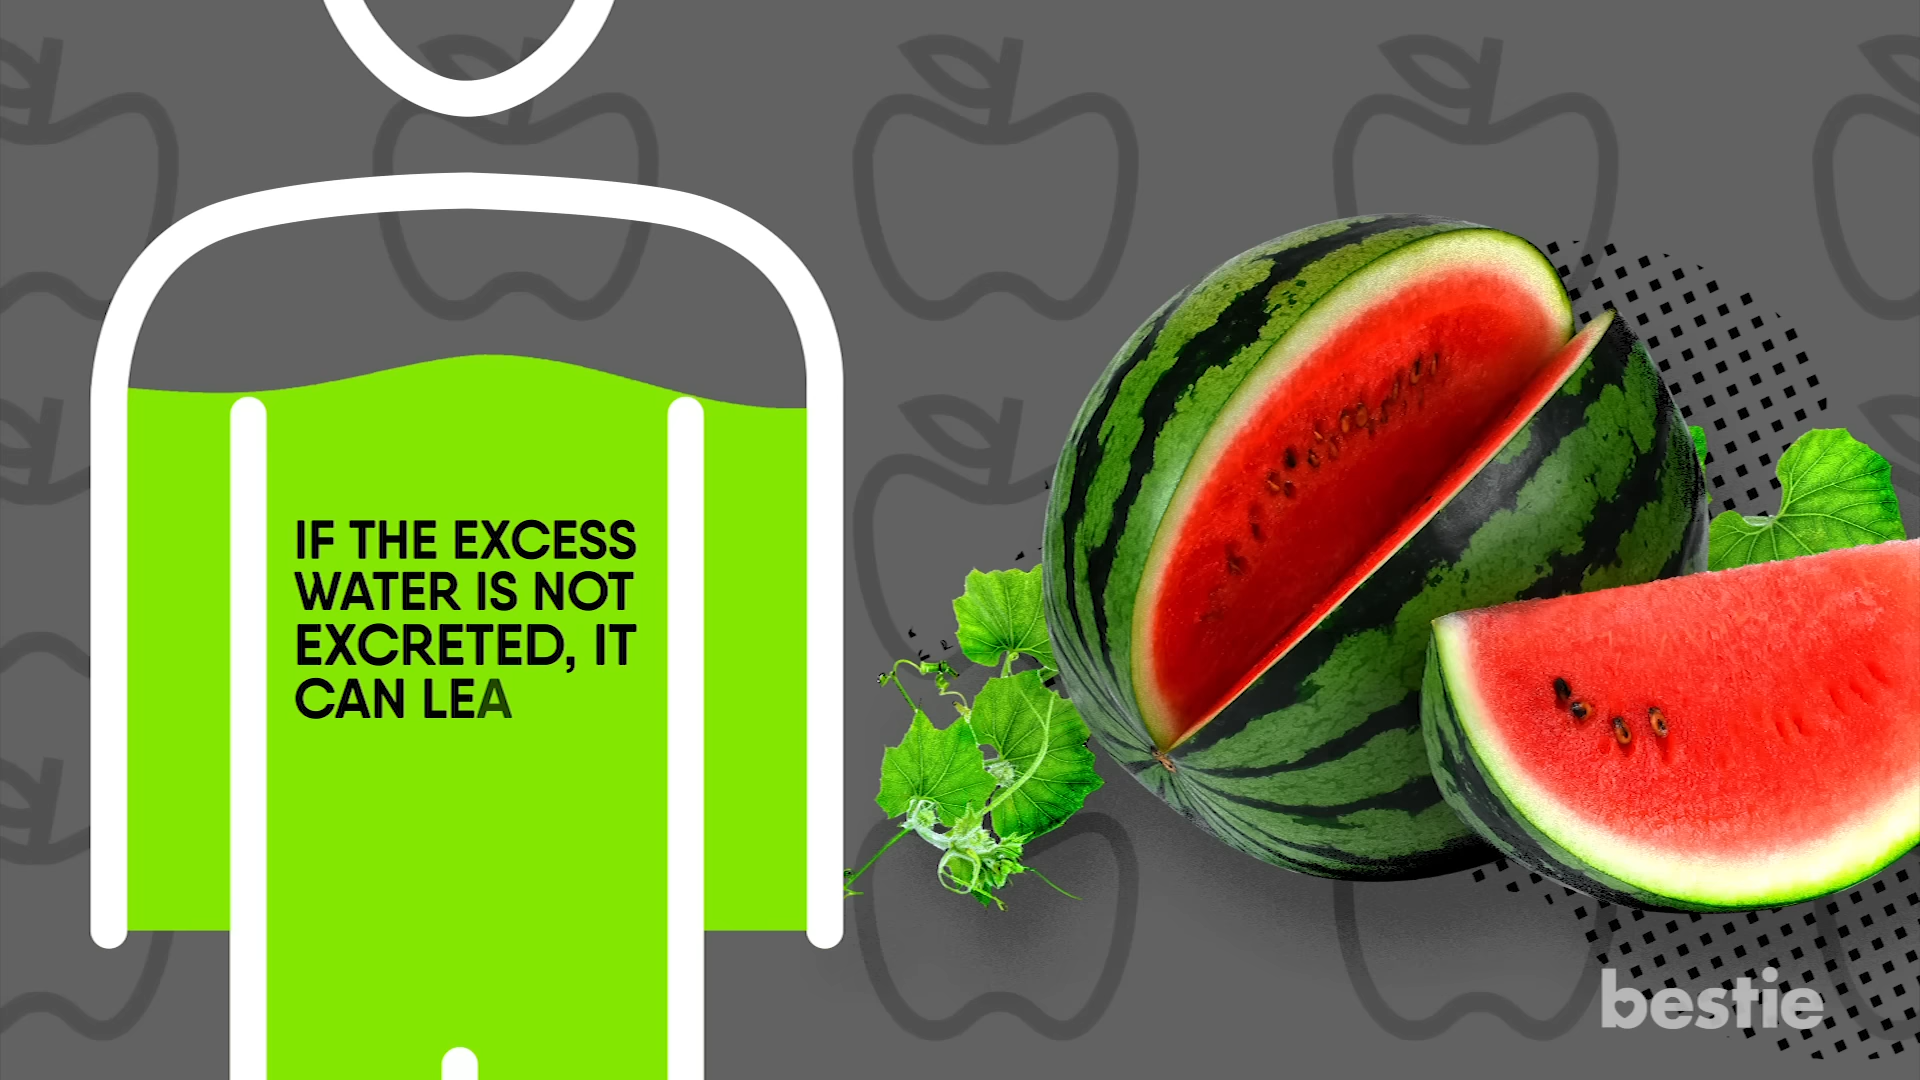 IF THE EXCESS
WATER IS NOT
EXCRETED, IT
CAN LEA
bestie